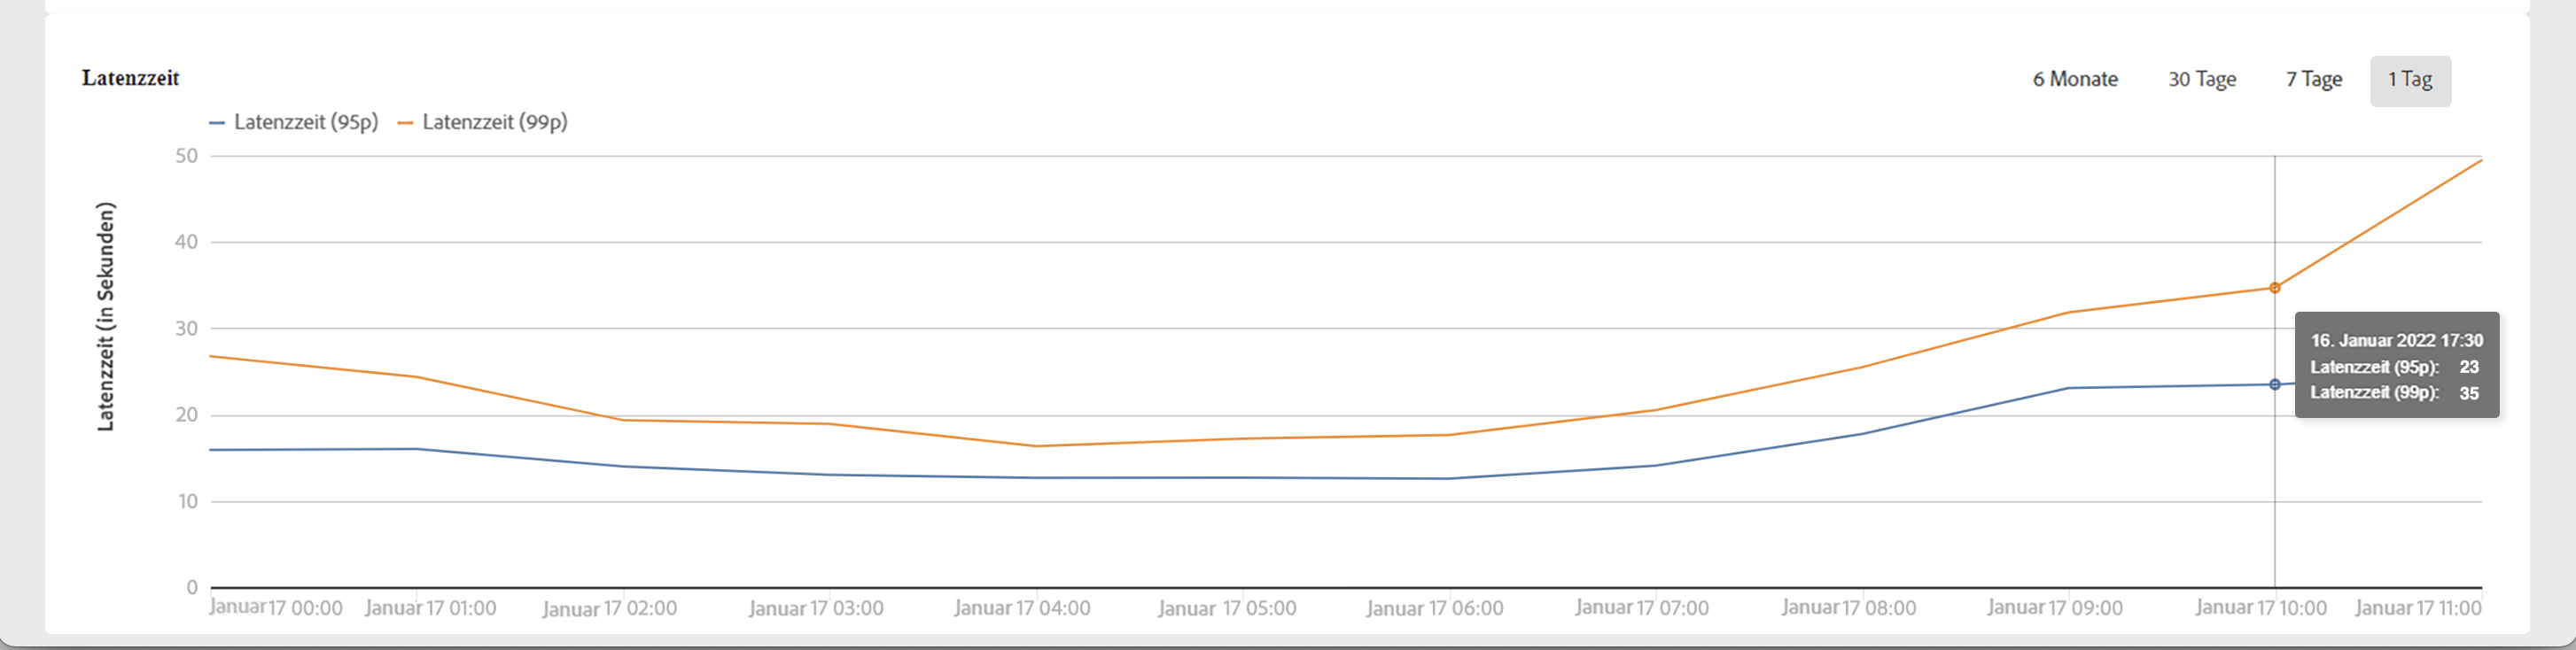 Latenzzeit
6 Monate 30 Tage 7 Tage 1 Tag
Latenzzeit (95p) Latenzzeit (99p)
Latenzzeit (in Sekunden)
50
40
30
20
10
0
16. Januar 2022 17:30
Latenzzeit (95p): 23
Latenzzeit (99p): 35
Januar 17 00:00 Januar 17 01:00 Januar 17 02:00 Januar 17 03:00 Januar 17 04:00 Januar 17 05:00 Januar 17 06:00 Januar 17 07:00 Januar 17 08:00 Januar 17 09:00 Januar 17 10:00 Januar 17 11:00